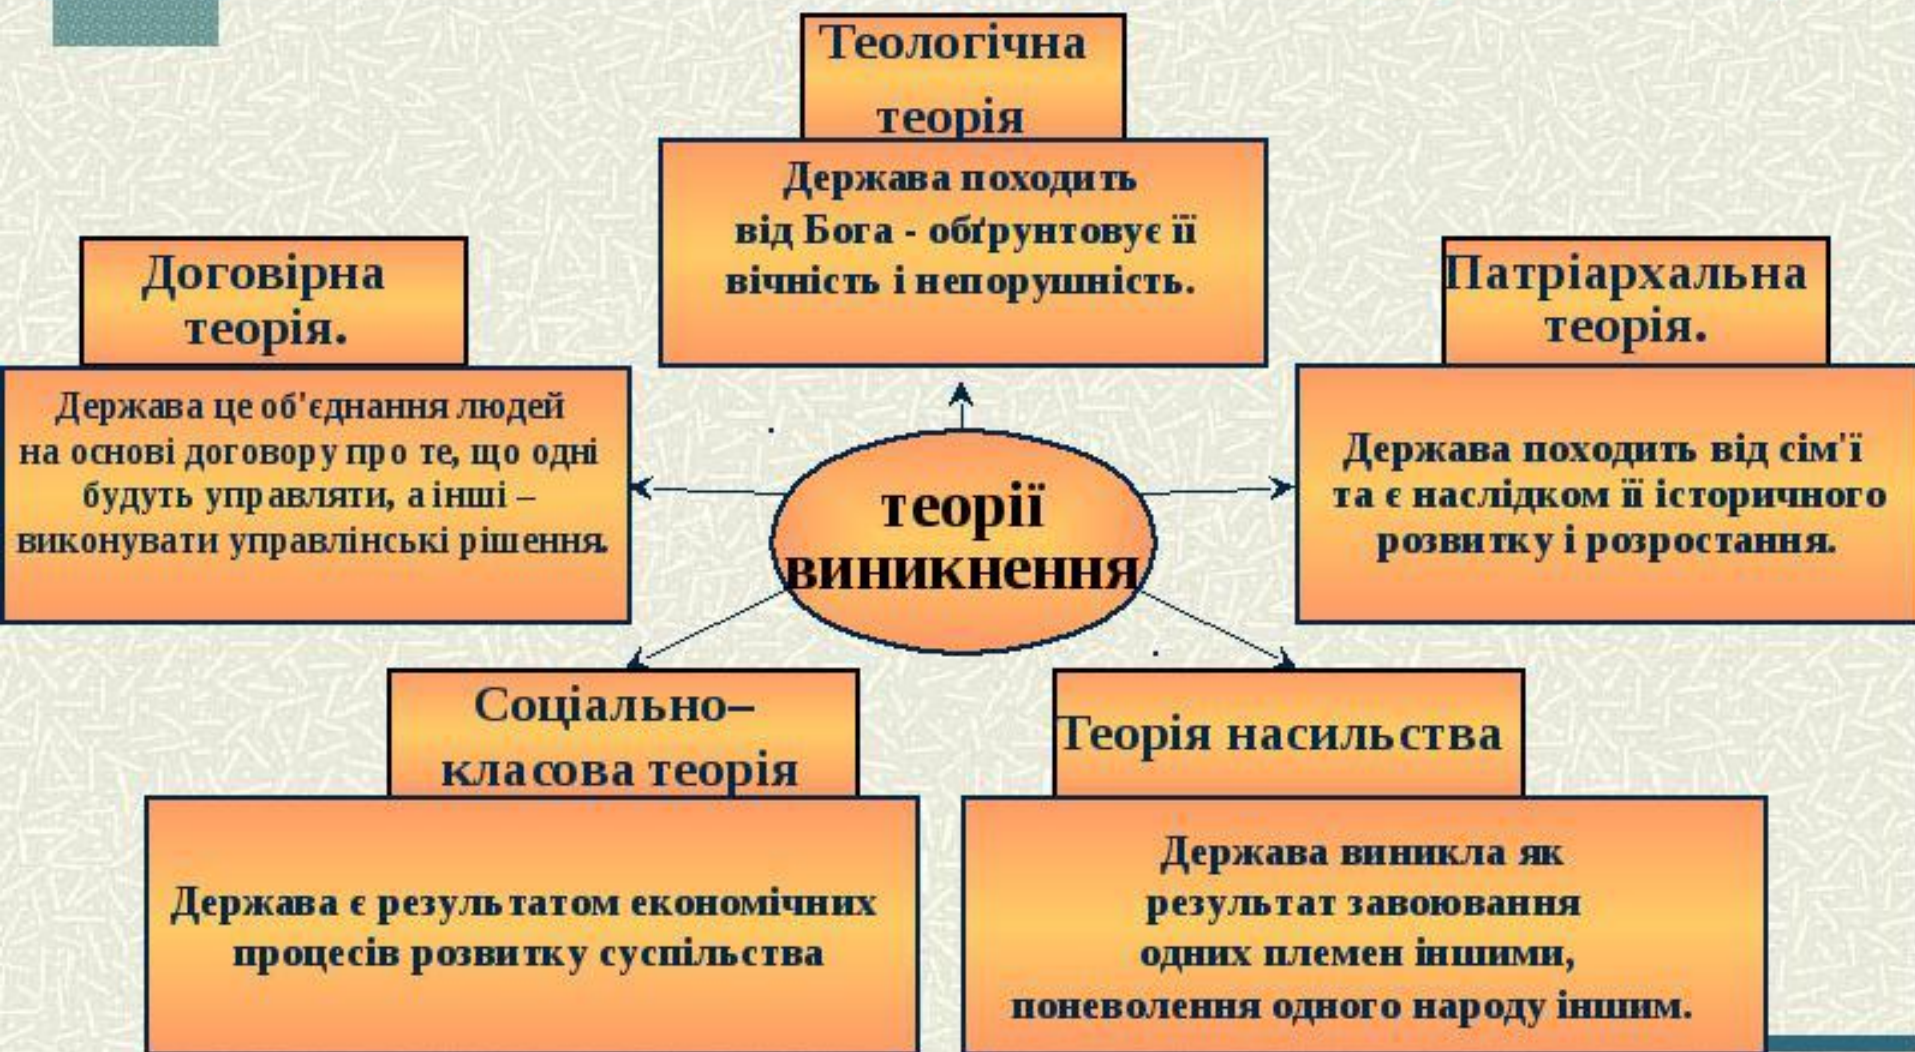 Теологічна
теорія
Держава походить
від Бога - обґрунтовує її
вічність і непорушність.
Договірна
теорія.
Держава це об'єднання людей
на основі договору про те, що одні
будуть управляти, а інші –
виконувати управлінські рішення.
Патріархальна
теорія.
Держава походить від сім'ї
та є наслідком її історичного
розвитку і розростання.
теорії
виникнення
Соціально–
класова теорія
Держава є результатом економічних
процесів розвитку суспільства
Теорія насильства
Держава виникла як
результат завоювання
одних племен іншими,
поневолення одного народу іншим.